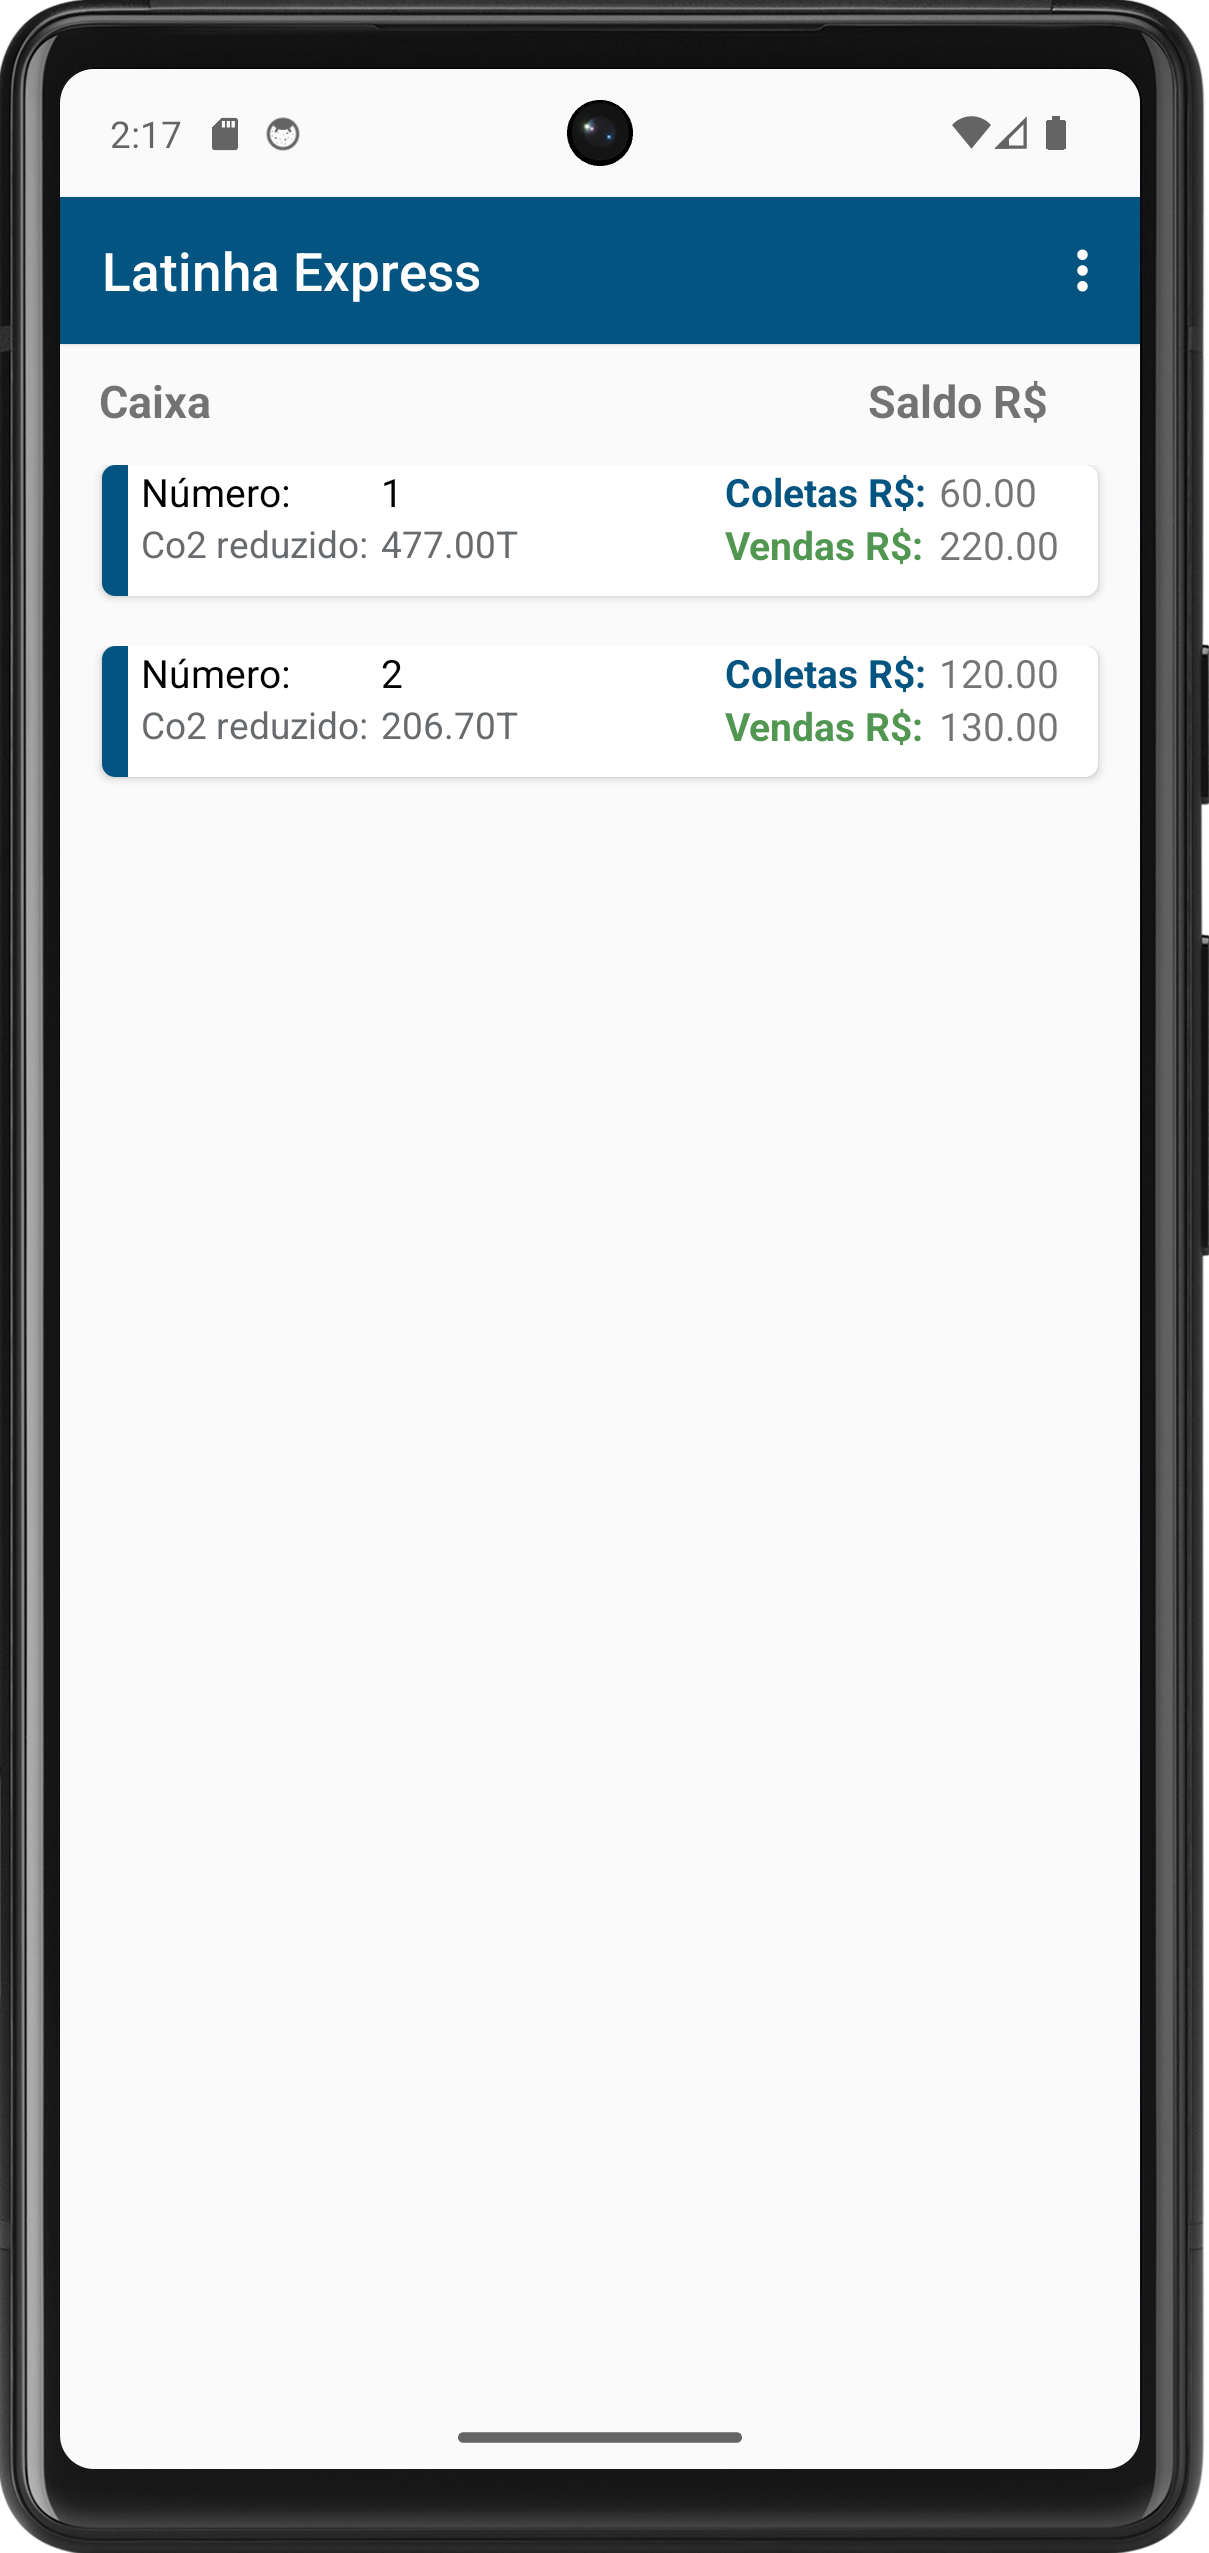 2:17
Latinha Express
Caixa Saldo R$
Número: 1 Coletas R$: 60.00
Co2 reduzido: 477.00T Vendas R$: 220.00
Número: 2 Coletas R$: 120.00
Co2 reduzido: 206.70T Vendas R$: 130.00